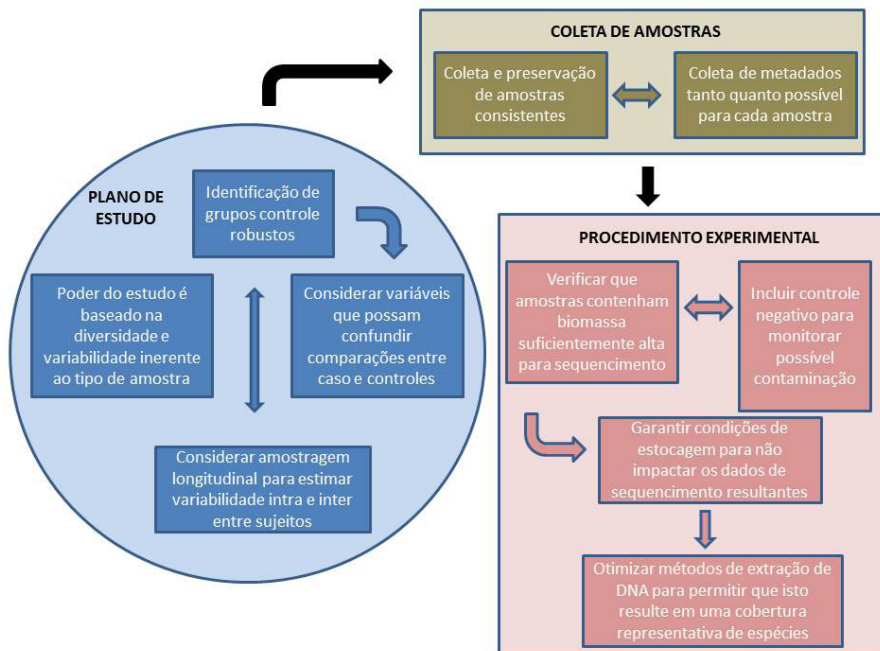 PLANO DE
ESTUDO
Identificação de
grupos controle
robustos
Poder do estudo é
baseado na
diversidade e
variabilidade inerente
ao tipo de amostra
Considerar variáveis
que possam
confundir
comparações entre
caso e controles
Considerar amostragem
longitudinal para estimar
variabilidade intra e inter
entre sujeitos
COLETA DE AMOSTRAS
Coleta e preservação
de amostras
consistentes
Coleta de metadados
tanto quanto possível
para cada amostra
PROCEDIMENTO EXPERIMENTAL
Verificar que
amostras contenham
biomassa
suficientemente alta
para sequencimento
Incluir controle
negativo para
monitorar
possível
contaminação
Garantir condições de
estocagem para não
impactar os dados de
sequencimento resultantes
Otimizar métodos de extração de
DNA para permitir que isto
resulte em uma cobertura
representativa de espécies